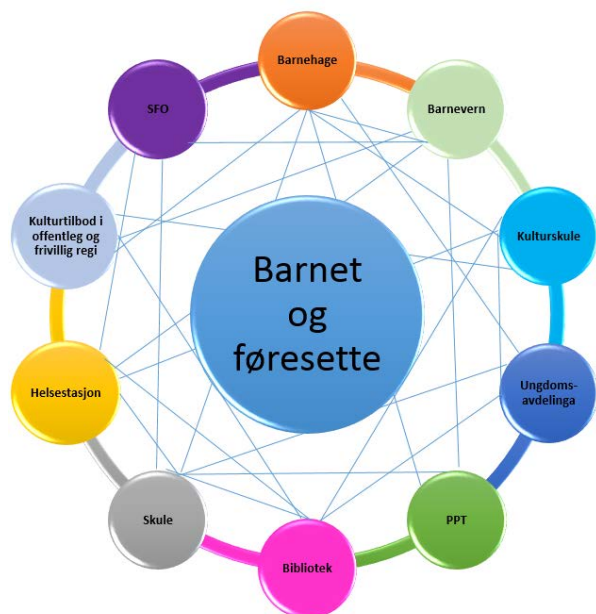 Barnehage
SFO
Barnevern
Kulturtilbod i
offentleg og
frivillig regi
Kulturskule
Barnet
og
føresette
Helsestasjon
Ungdoms-
avdelinga
Skule
PPT
Bibliotek